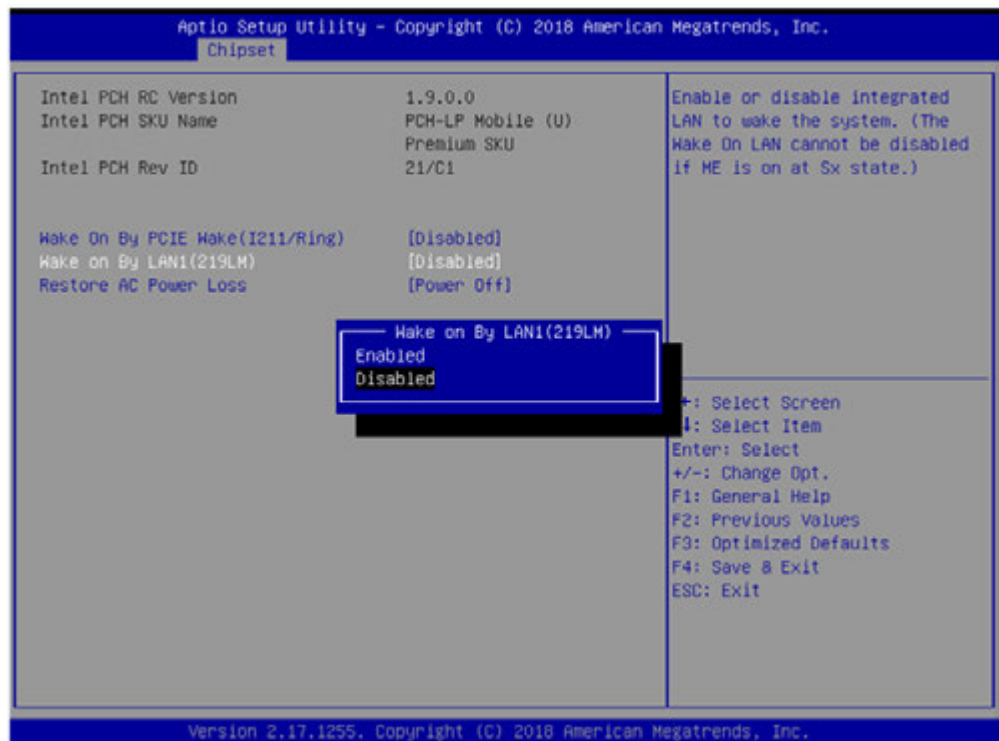 Aptio Setup Utility – Copyright (C) 2018 American Megatrends, Inc.
Chipset
Intel PCH RC Version 1.9.0.0
Intel PCH SKU Name PCH-LP Mobile (U)
Premium SKU
Intel PCH Rev ID 21/C1
Wake On By PCIE Wake(I211/Ring) [Disabled]
Wake on By LAN1(219LM) [Disabled]
Restore AC Power Loss [Power Off]
Wake on By LAN1(219LM)
Enabled
Disabled
Enable or disable integrated
LAN to wake the system. (The
Wake On LAN cannot be disabled
if ME is on at Sx state.)
: Select Screen
: Select Item
Enter: Select
+/-: Change Opt.
F1: General Help
F2: Previous Values
F3: Optimized Defaults
F4: Save & Exit
ESC: Exit
Version 2.17.1255. Copyright (C) 2018 American Megatrends, Inc.